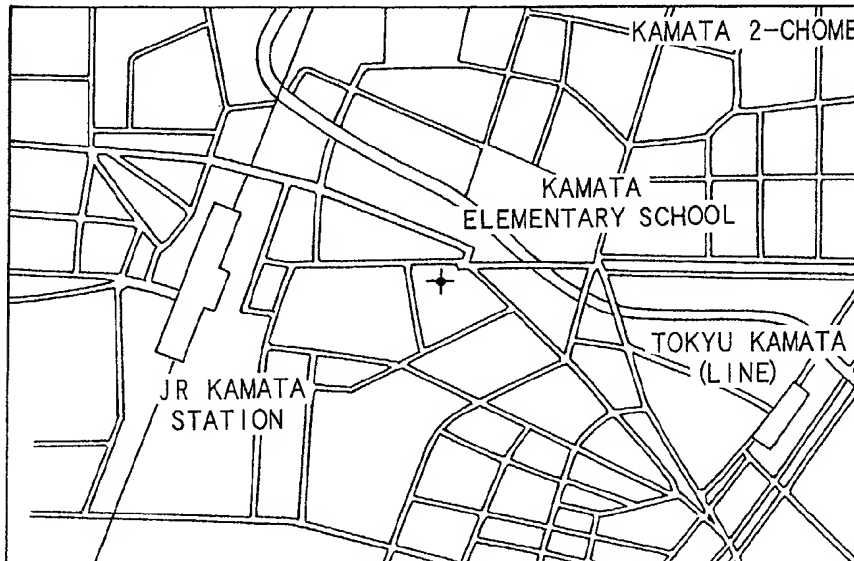 KAMATA 2-CHOME
KAMATA
ELEMENTARY SCHOOL
TOKYU KAMATA
(LINE)
JR KAMATA
STATION